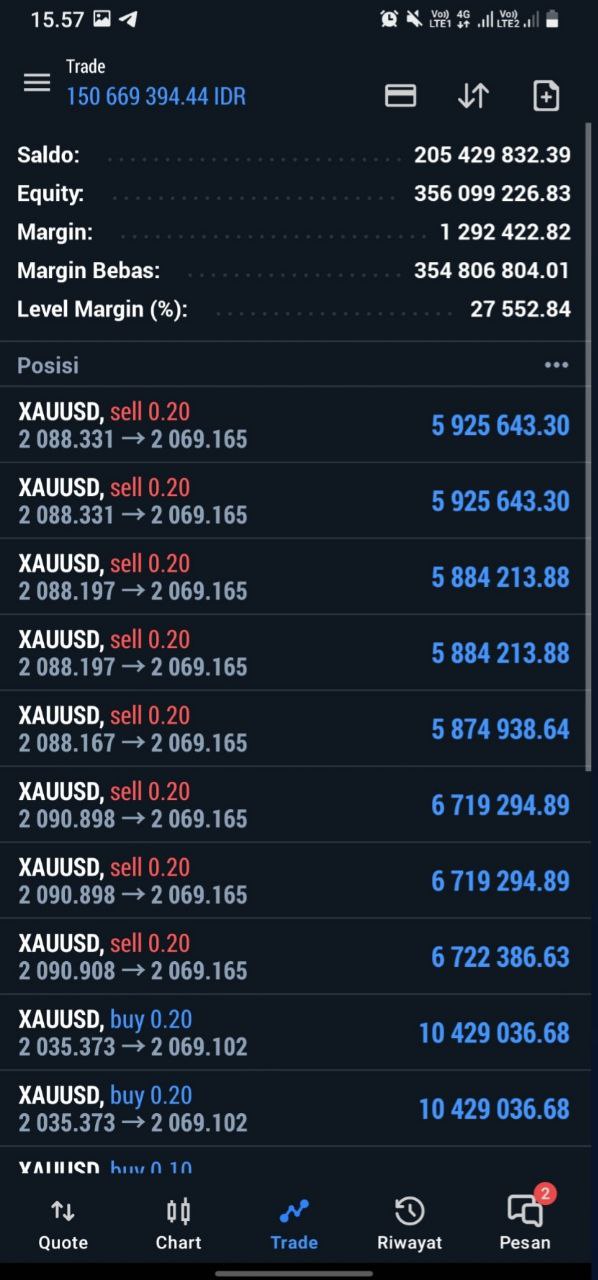 15.57
Vo)) 4G Vo))
LTE1 LTE2
Trade
150 669 394.44 IDR
Saldo: 205 429 832.39
Equity: 356 099 226.83
Margin: 1 292 422.82
Margin Bebas: 354 806 804.01
Level Margin (%): 27 552.84
Posisi
XAUUSD, sell 0.20
2 088.331 → 2 069.165
5 925 643.30
XAUUSD, sell 0.20
2 088.331 → 2 069.165
5 925 643.30
XAUUSD, sell 0.20
2 088.197 → 2 069.165
5 884 213.88
XAUUSD, sell 0.20
2 088.197 → 2 069.165
5 884 213.88
XAUUSD, sell 0.20
2 088.167 → 2 069.165
5 874 938.64
XAUUSD, sell 0.20
2 090.898 → 2 069.165
6 719 294.89
XAUUSD, sell 0.20
2 090.898 → 2 069.165
6 719 294.89
XAUUSD, sell 0.20
2 090.908 → 2 069.165
6 722 386.63
XAUUSD, buy 0.20
2 035.373 → 2 069.102
10 429 036.68
XAUUSD, buy 0.20
2 035.373 → 2 069.102
10 429 036.68
XAUUSD, buy 0.10
2
Quote Chart Trade Riwayat Pesan